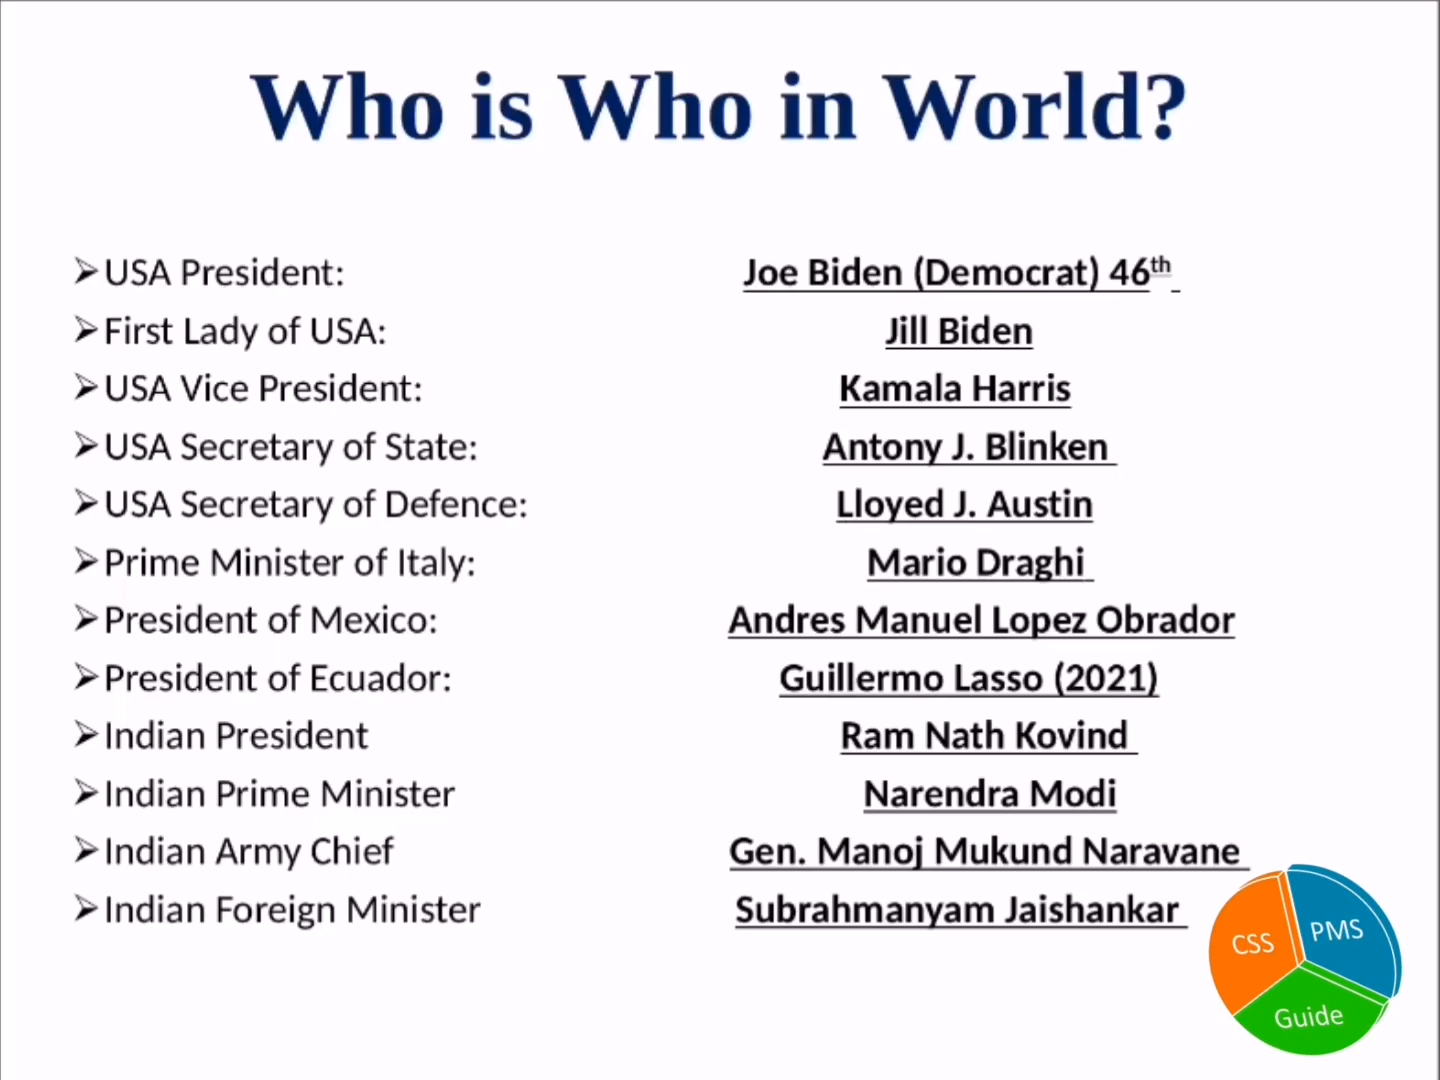 Who is Who in World?
➢USA President: Joe Biden (Democrat) 46th
➢First Lady of USA: Jill Biden
➢USA Vice President: Kamala Harris
➢USA Secretary of State: Antony J. Blinken
➢USA Secretary of Defence: Lloyed J. Austin
➢Prime Minister of Italy: Mario Draghi
➢President of Mexico: Andres Manuel Lopez Obrador
➢President of Ecuador: Guillermo Lasso (2021)
➢Indian President Ram Nath Kovind
➢Indian Prime Minister Narendra Modi
➢Indian Army Chief Gen. Manoj Mukund Naravane
➢Indian Foreign Minister Subrahmanyam Jaishankar
CSS PMS
Guide